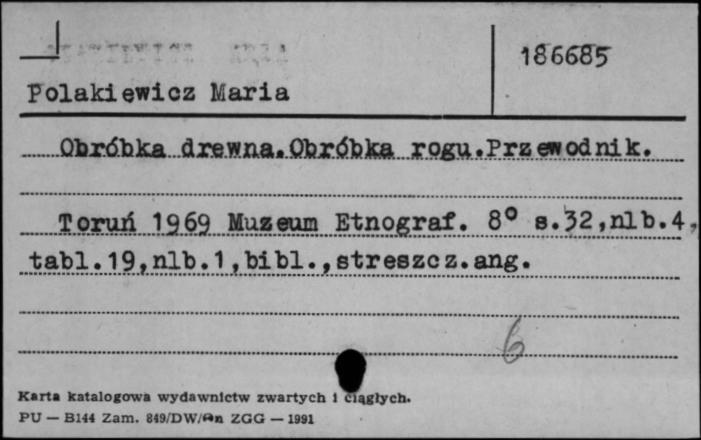 186685
Polakiewicz Maria
Obróbka drewna.Obróbka rogu.Przewodnik.
Toruń 1969 Muzeum Etnograf. 8° s.32,nlb.4,
tabl.19,nlb.1,bibl.,streszcz.ang.
6
Karta katalogowa wydawnictw zwartych i ciągłych.
PU — B144 Zam. 849/DW/An ZGG — 1991